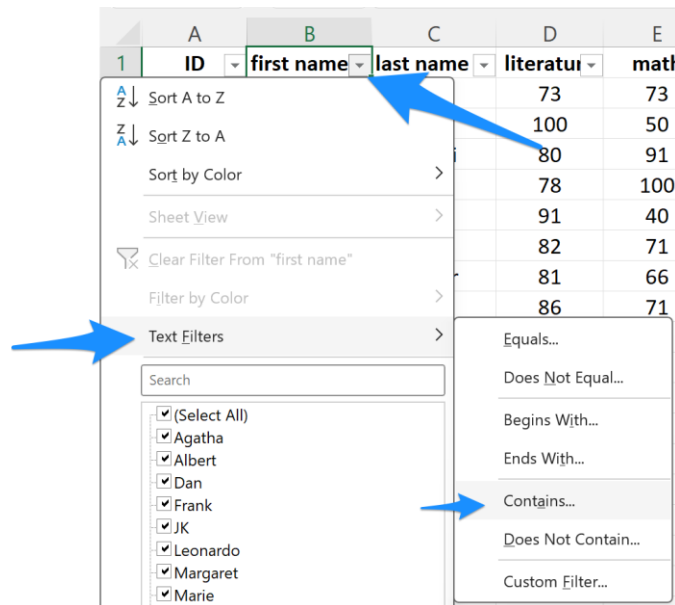 A B C D E
1 ID first name last name literatur math
Sort A to Z 73 73
100 50
Sort Z to A
i 80 91
Sort by Color 78 100
Sheet View 91 40
82 71
Clear Filter From "first name"
81 66
Filter by Color
86 71
Text Filters
Equals...
Search
Does Not Equal...
(Select All)
Begins With...
Agatha
Albert
Ends With...
Dan
Frank
Contains...
JK
Does Not Contain...
Leonardo
Margaret
Custom Filter...
Marie